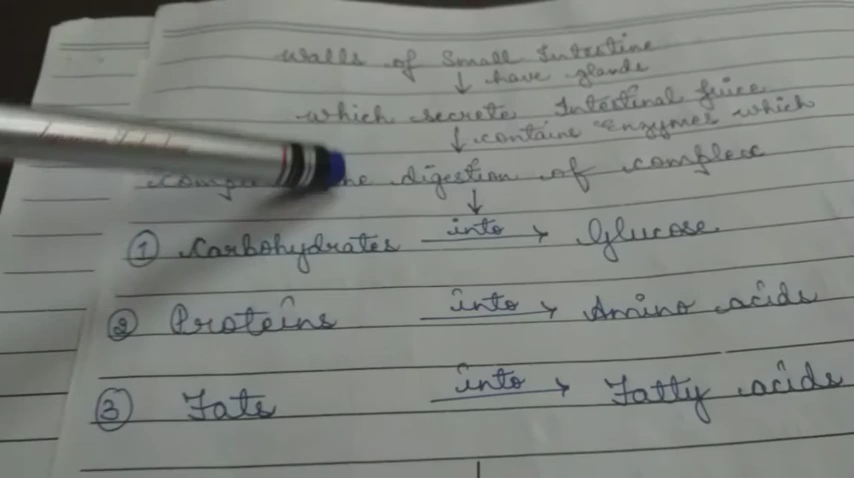 Walls of Small Intestine
↓ have glands
which secrete Intestinal juice
↓ contains Enzymes which
digestion of complex
↓
① Carbohydrates into → Glucose
② Proteins into → Amino acids
③ Fats into → Fatty acids